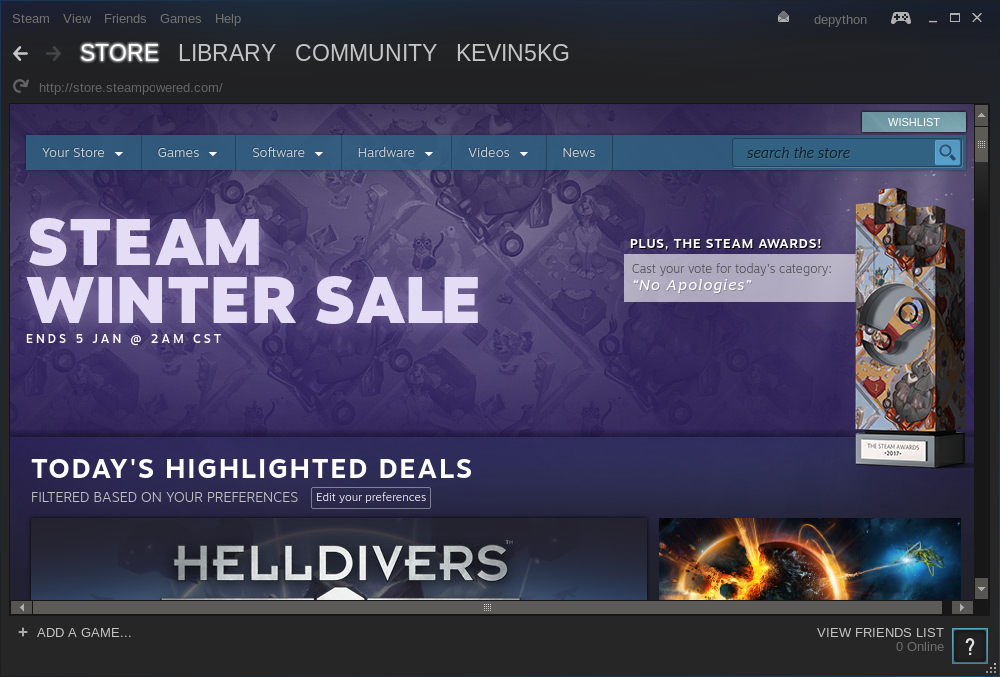 Steam View Friends Games Help depython
STORE LIBRARY COMMUNITY KEVIN5KG
http://store.steampowered.com/
WISHLIST
Your Store Games Software Hardware Videos News search the store
STEAM
WINTER SALE
ENDS 5 JAN @ 2AM CST
PLUS, THE STEAM AWARDS!
Cast your vote for today's category:
"No Apologies"
THE STEAM AWARDS
•2017•
TODAY'S HIGHLIGHTED DEALS
FILTERED BASED ON YOUR PREFERENCES Edit your preferences
HELLDIVERS™
+ ADD A GAME...
VIEW FRIENDS LIST
0 Online
?